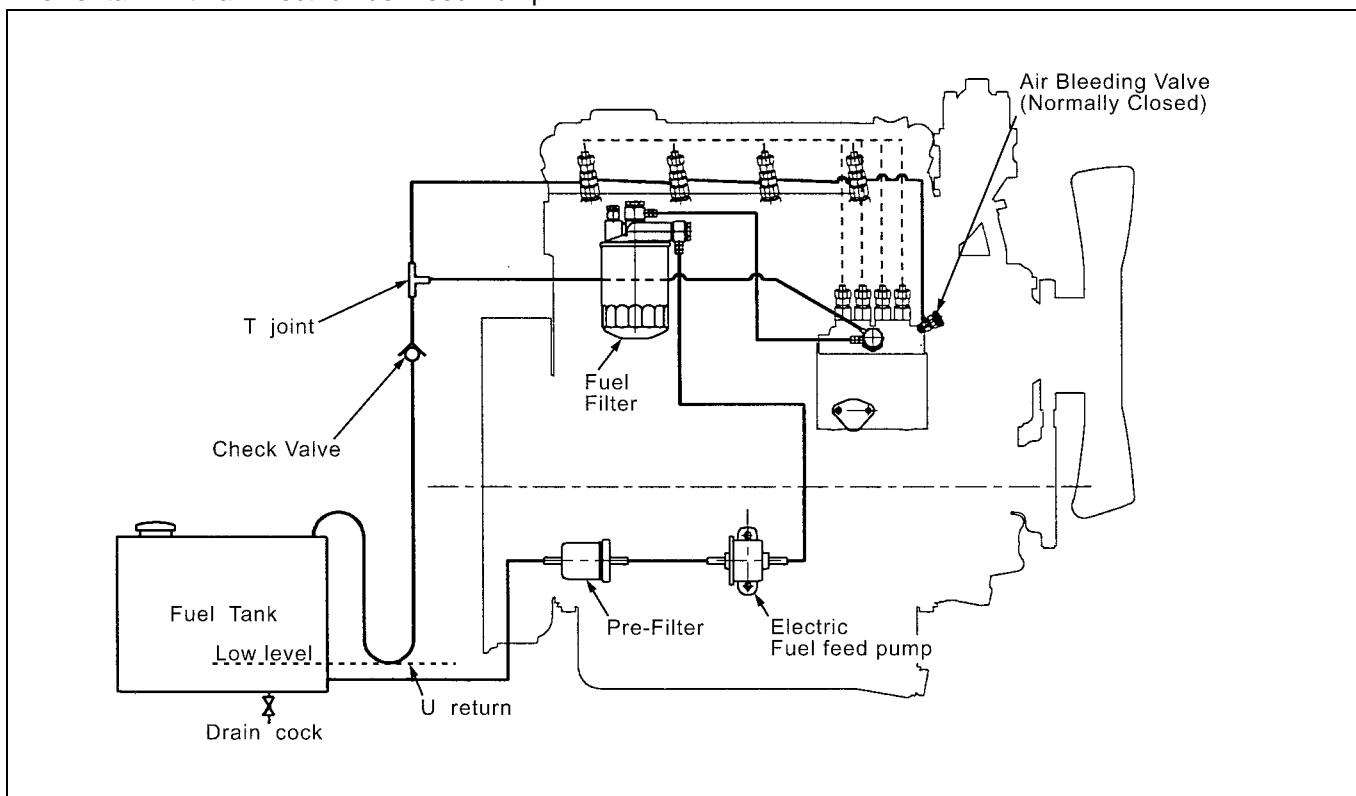 Air Bleeding Valve
(Normally Closed)
T joint
Fuel
Filter
Check Valve
Fuel Tank
Low level
Pre-Filter
Electric
Fuel feed pump
U return
Drain cock